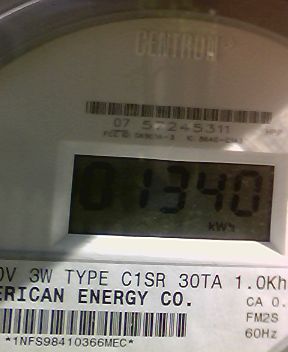 CENTRON
07 57245311
01340
kWh
0V 3W TYPE C1SR 30TA 1.0Kh
ERICAN ENERGY CO.
CA 0.
FM2S
60Hz
*1NFS98410366MEC*